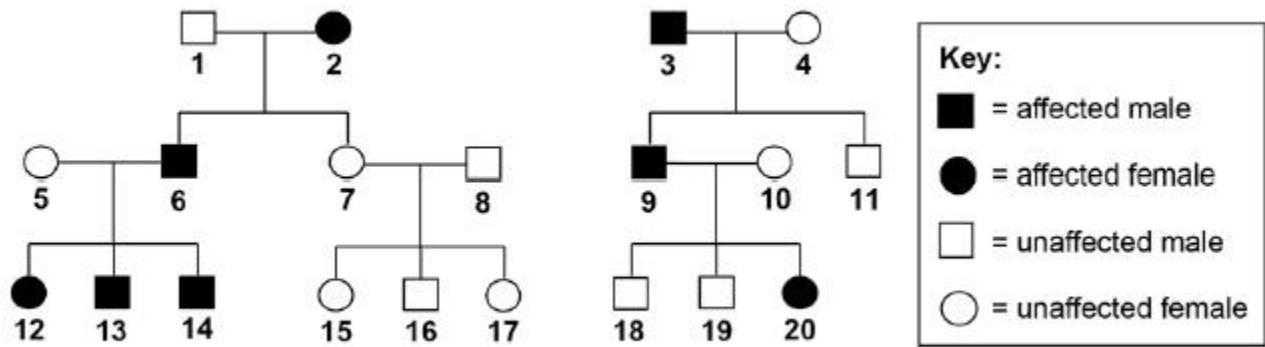 1 2 3 4
5 6 7 8 9 10 11
12 13 14 15 16 17 18 19 20
Key:
= affected male
= affected female
= unaffected male
= unaffected female